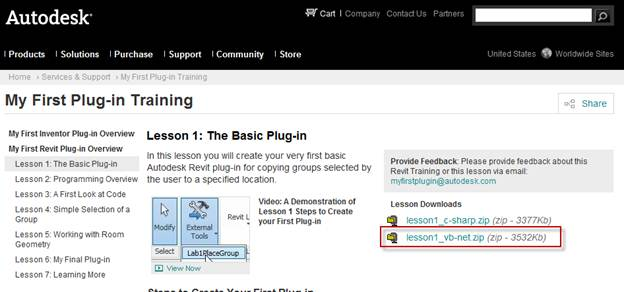 Autodesk®
Cart | Company Contact Us Partners
Products Solutions Purchase Support Community Store
United States Worldwide Sites
Home › Services & Support › My First Plug-in Training
My First Plug-in Training
Share
My First Inventor Plug-in Overview
My First Revit Plug-in Overview
Lesson 1: The Basic Plug-in
Lesson 2: Programming Overview
Lesson 3: A First Look at Code
Lesson 4: Simple Selection of a
Group
Lesson 5: Working with Room
Geometry
Lesson 6: My Final Plug-in
Lesson 7: Learning More
Lesson 1: The Basic Plug-in
In this lesson you will create your very first basic
Autodesk Revit plug-in for copying groups selected by
the user to a specified location.
Modify
External
Tools
Revit L
Select
Lab1PlaceGroup
View Now
Video: A Demonstration of
Lesson 1 Steps to Create
your First Plug-in
Provide Feedback: Please provide feedback about this
Revit Training or this lesson via email:
myfirstplugin@autodesk.com
Lesson Downloads
lesson1_c-sharp.zip (zip - 3377Kb)
lesson1_vb-net.zip (zip - 3532Kb)
Steps to Create Your First Plug-in